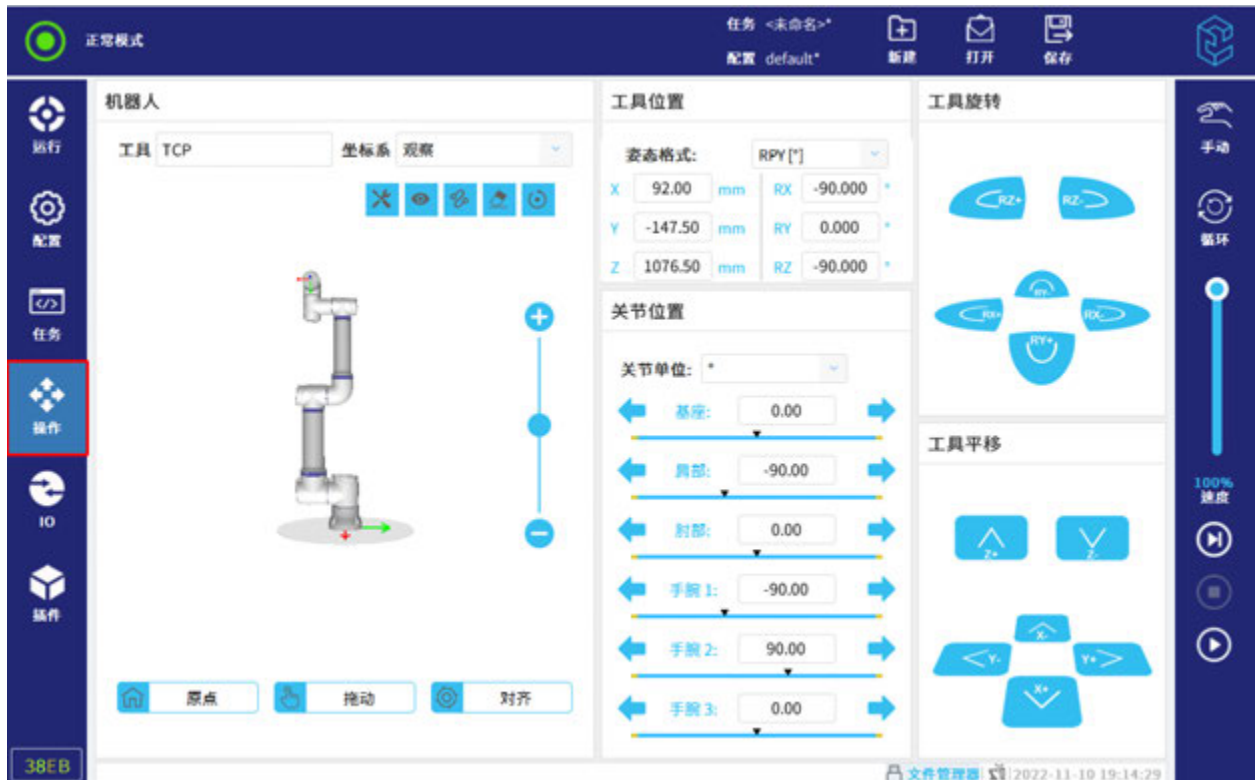 正常模式
任务 <未命名>*
配置 default*
新建
打开
保存
运行
配置
任务
操作
IO
插件
38EB
机器人
工具 TCP
坐标系 观察
原点
拖动
对齐
工具位置
姿态格式: RPY [°]
X 92.00 mm RX -90.000 °
Y -147.50 mm RY 0.000 °
Z 1076.50 mm RZ -90.000 °
关节位置
关节单位: °
基座: 0.00
肩部: -90.00
肘部: 0.00
手腕 1: -90.00
手腕 2: 90.00
手腕 3: 0.00
工具旋转
RZ+ RZ-
RY-
RX+ RX-
RY+
工具平移
Z+ Z-
X-
Y- Y+
X+
手动
循环
100%
速度
文件管理器 2022-11-10 19:14:29